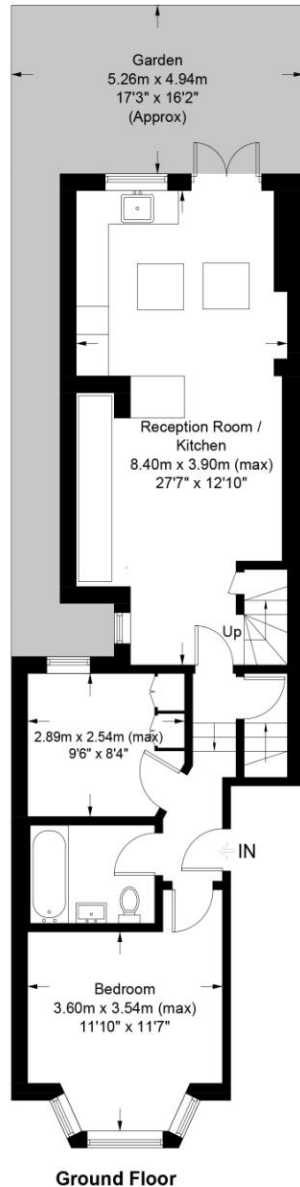 Garden
5.26m x 4.94m
17'3" x 16'2"
(Approx)
Reception Room /
Kitchen
8.40m x 3.90m (max)
27'7" x 12'10"
Up
2.89m x 2.54m (max)
9'6" x 8'4"
IN
Bedroom
3.60m x 3.54m (max)
11'10" x 11'7"
Ground Floor